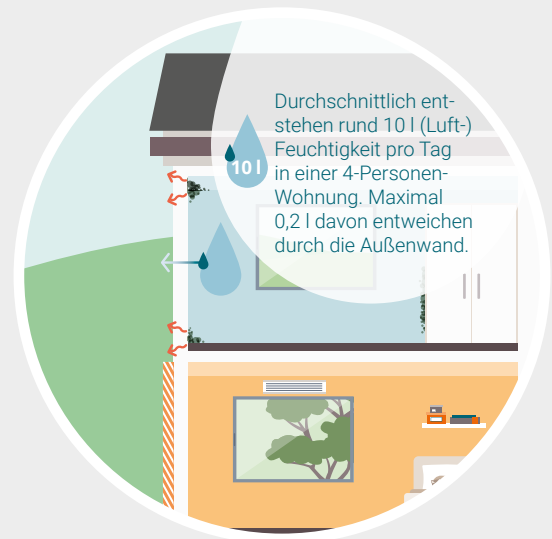 Durchschnittlich ent-
stehen rund 10 l (Luft-)
Feuchtigkeit pro Tag
in einer 4-Personen-
Wohnung. Maximal
0,2 l davon entweichen
durch die Außenwand.
10 l